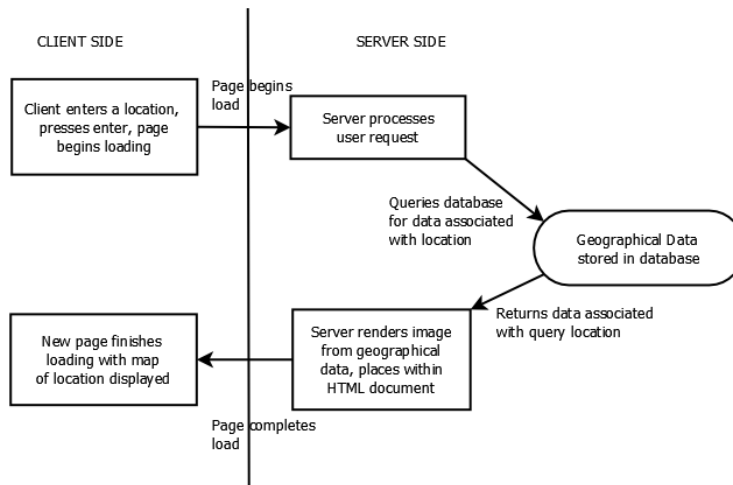 CLIENT SIDE
SERVER SIDE
Client enters a location,
presses enter, page
begins loading
Page begins
load
Server processes
user request
Queries database
for data associated
with location
Geographical Data
stored in database
Returns data associated
with query location
Server renders image
from geographical
data, places within
HTML document
New page finishes
loading with map
of location displayed
Page completes
load